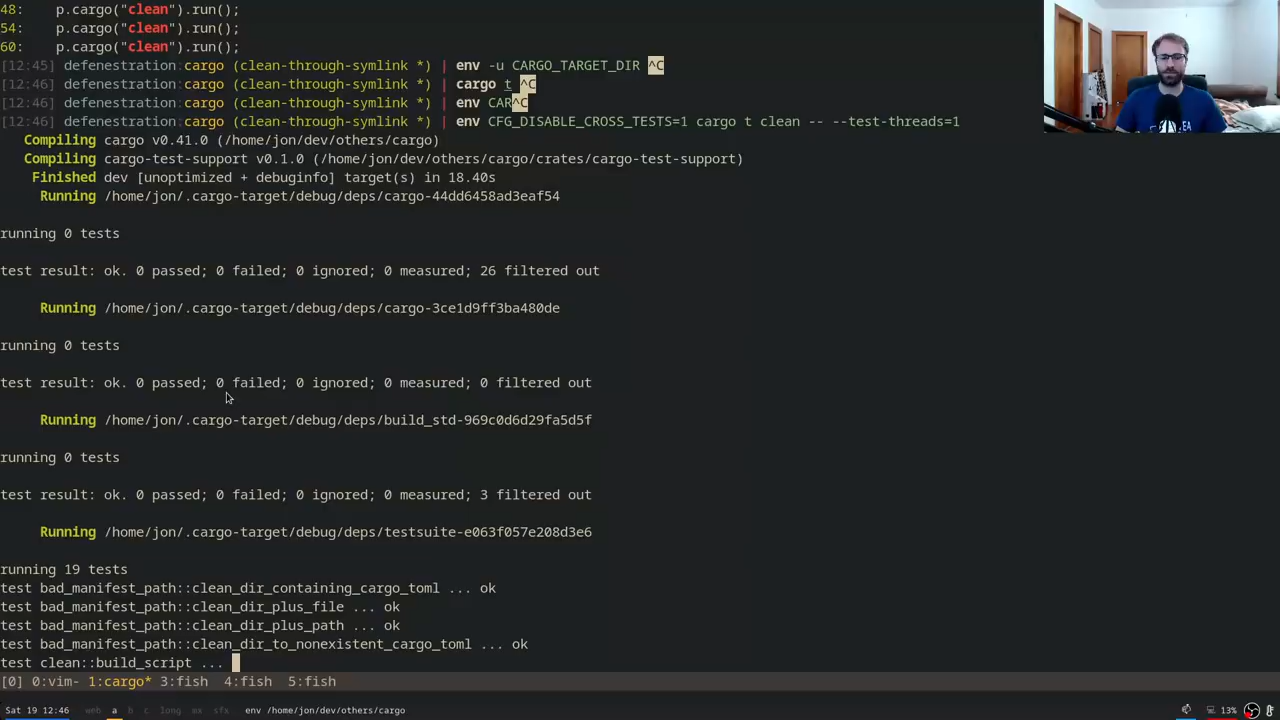 48:    p.cargo("clean").run();
54:    p.cargo("clean").run();
60:    p.cargo("clean").run();
[12:45] defenestration:cargo (clean-through-symlink *) | env -u CARGO_TARGET_DIR ^C
[12:46] defenestration:cargo (clean-through-symlink *) | cargo t ^C
[12:46] defenestration:cargo (clean-through-symlink *) | env CAR^C
[12:46] defenestration:cargo (clean-through-symlink *) | env CFG_DISABLE_CROSS_TESTS=1 cargo t clean -- --test-threads=1
Compiling cargo v0.41.0 (/home/jon/dev/others/cargo)
Compiling cargo-test-support v0.1.0 (/home/jon/dev/others/cargo/crates/cargo-test-support)
Finished dev [unoptimized + debuginfo] target(s) in 18.40s
Running /home/jon/.cargo-target/debug/deps/cargo-44dd6458ad3eaf54
running 0 tests
test result: ok. 0 passed; 0 failed; 0 ignored; 0 measured; 26 filtered out
Running /home/jon/.cargo-target/debug/deps/cargo-3ce1d9ff3ba480de
running 0 tests
test result: ok. 0 passed; 0 failed; 0 ignored; 0 measured; 0 filtered out
Running /home/jon/.cargo-target/debug/deps/build_std-969c0d6d29fa5d5f
running 0 tests
test result: ok. 0 passed; 0 failed; 0 ignored; 0 measured; 3 filtered out
Running /home/jon/.cargo-target/debug/deps/testsuite-e063f057e208d3e6
running 19 tests
test bad_manifest_path::clean_dir_containing_cargo_toml ... ok
test bad_manifest_path::clean_dir_plus_file ... ok
test bad_manifest_path::clean_dir_plus_path ... ok
test bad_manifest_path::clean_dir_to_nonexistent_cargo_toml ... ok
test clean::build_script ...
[0] 0:vim- 1:cargo* 3:fish 4:fish 5:fish
Sat 19 12:46 web a b c long mx sfx env /home/jon/dev/others/cargo 13%